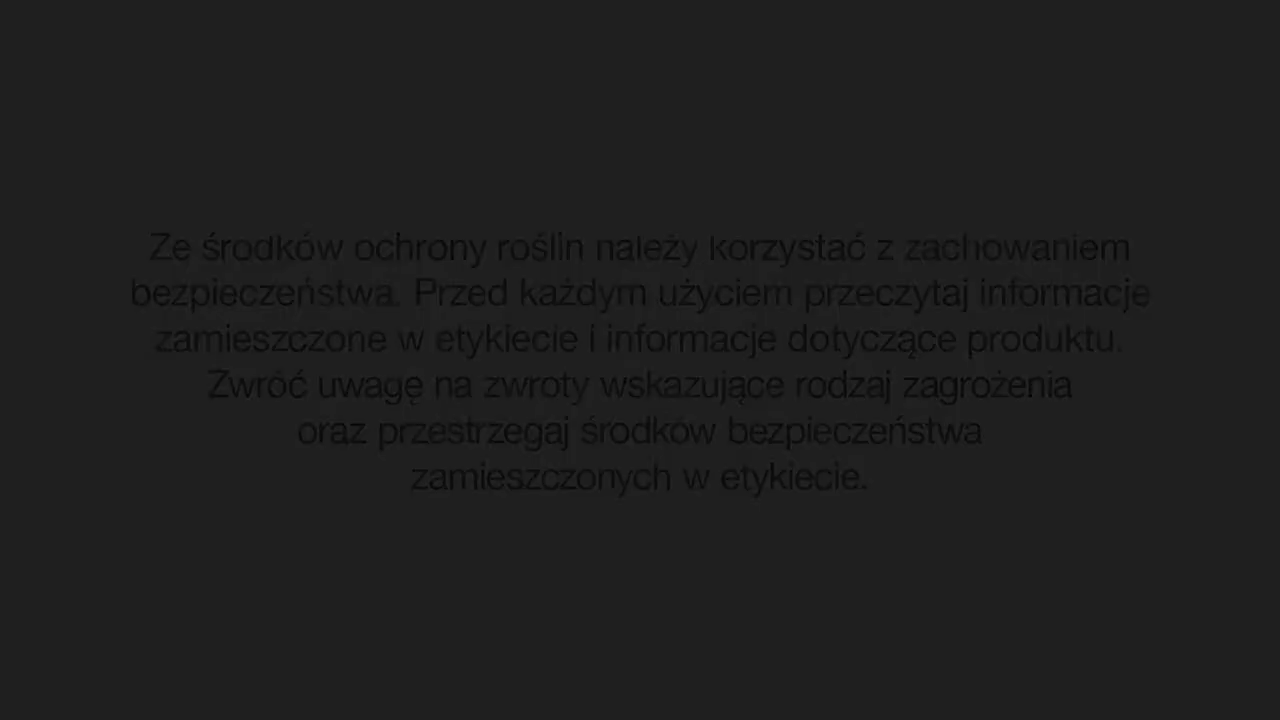 Ze środków ochrony roślin należy korzystać z zachowaniem
bezpieczeństwa. Przed każdym użyciem przeczytaj informacje
zamieszczone w etykiecie i informacje dotyczące produktu.
Zwróć uwagę na zwroty wskazujące rodzaj zagrożenia
oraz przestrzegaj środków bezpieczeństwa
zamieszczonych w etykiecie.